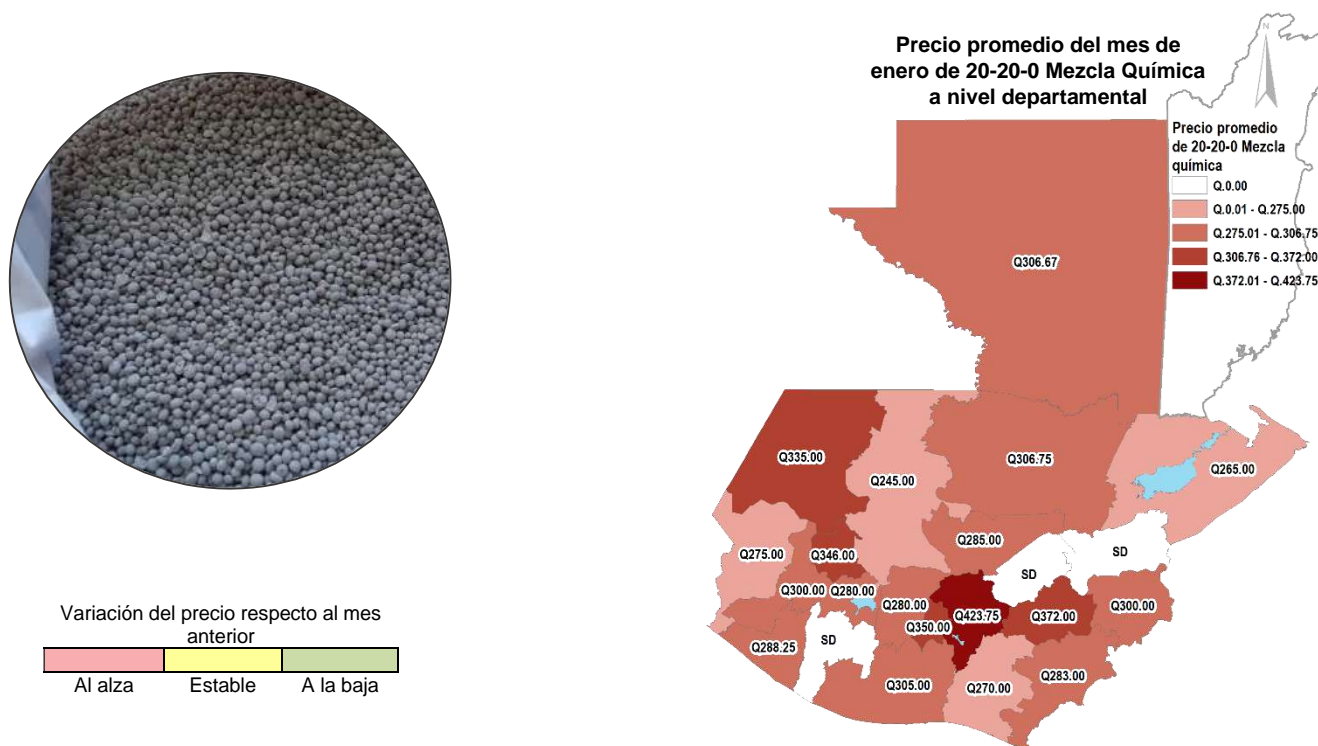 Precio promedio del mes de
enero de 20-20-0 Mezcla Química
a nivel departamental
N
Precio promedio
de 20-20-0 Mezcla
química
Q.0.00
Q.0.01 - Q.275.00
Q.275.01 - Q.306.75
Q.306.76 - Q.372.00
Q.372.01 - Q.423.75
Q306.67
Q335.00
Q306.75
Q265.00
Q245.00
Q275.00
Q346.00
Q285.00
SD
SD
Q300.00
Q280.00
Q280.00
Q423.75
Q372.00
Q300.00
Q350.00
Q288.25
SD
Q305.00
Q270.00
Q283.00
Variación del precio respecto al mes
anterior
Al alza
Estable
A la baja